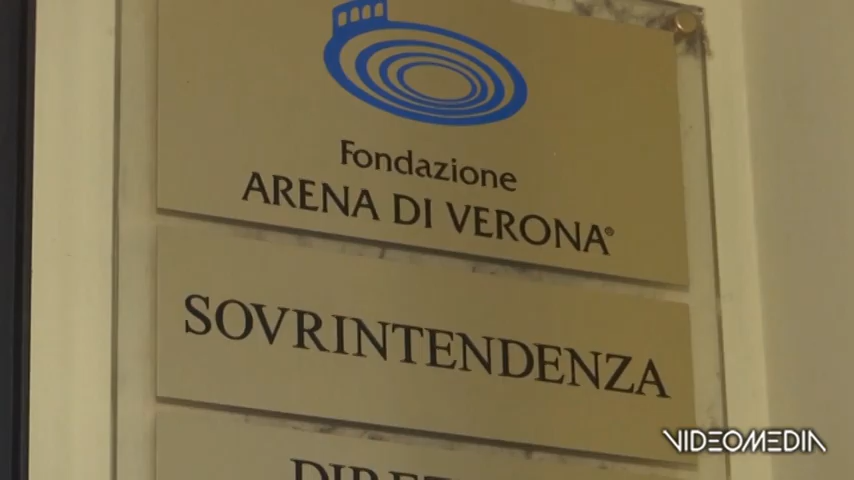 Fondazione
ARENA DI VERONA®
SOVRINTENDENZA
VIDEOMEDIA